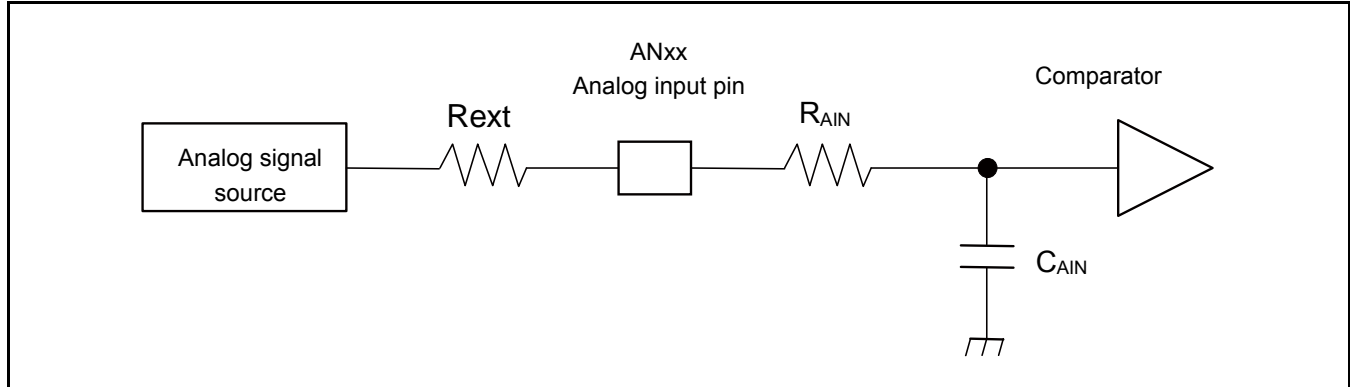 ANxx
Analog input pin
Comparator
Rext
RAIN
Analog signal
source
CAIN